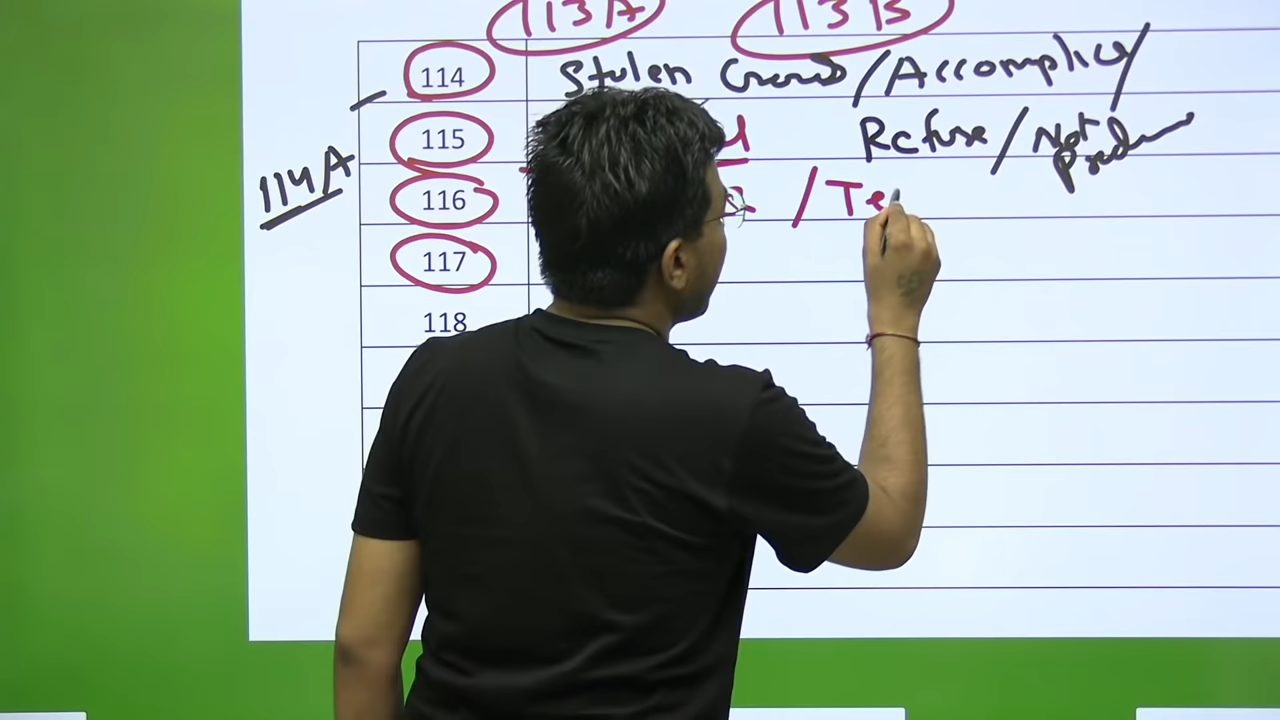 113A 113B
114 Stolen Goods / Accomplice /
114A
115 Refuse / Not Produce
116 / Te
117
118